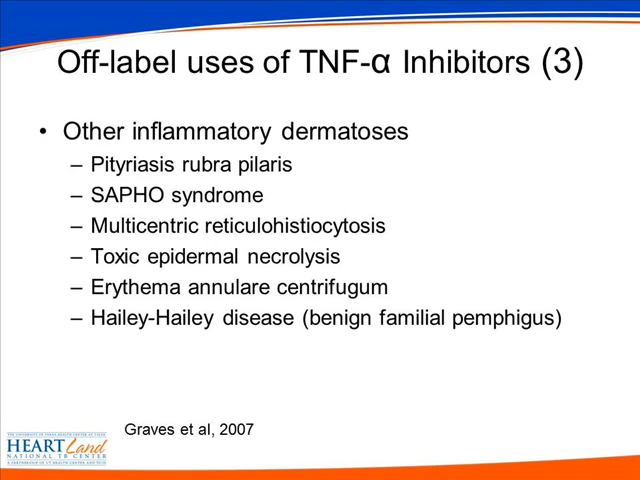 Off-label uses of TNF-α Inhibitors (3)
• Other inflammatory dermatoses
– Pityriasis rubra pilaris
– SAPHO syndrome
– Multicentric reticulohistiocytosis
– Toxic epidermal necrolysis
– Erythema annulare centrifugum
– Hailey-Hailey disease (benign familial pemphigus)
Graves et al, 2007
HEARTLand
NATIONAL TB CENTER